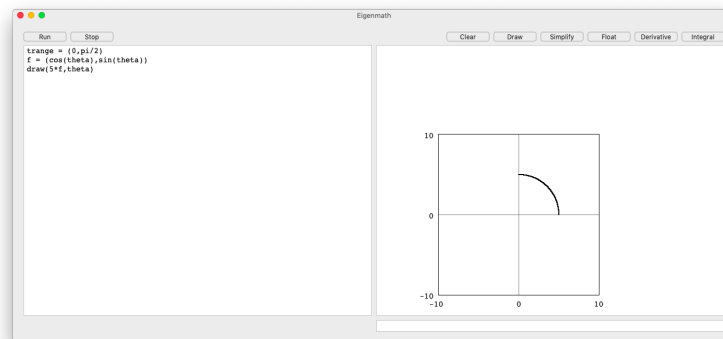 Eigenmath
Run Stop Clear Draw Simplify Float Derivative Integral
trange = (0,pi/2)
f = (cos(theta),sin(theta))
draw(5*f,theta)
10
0
-10
-10 0 10